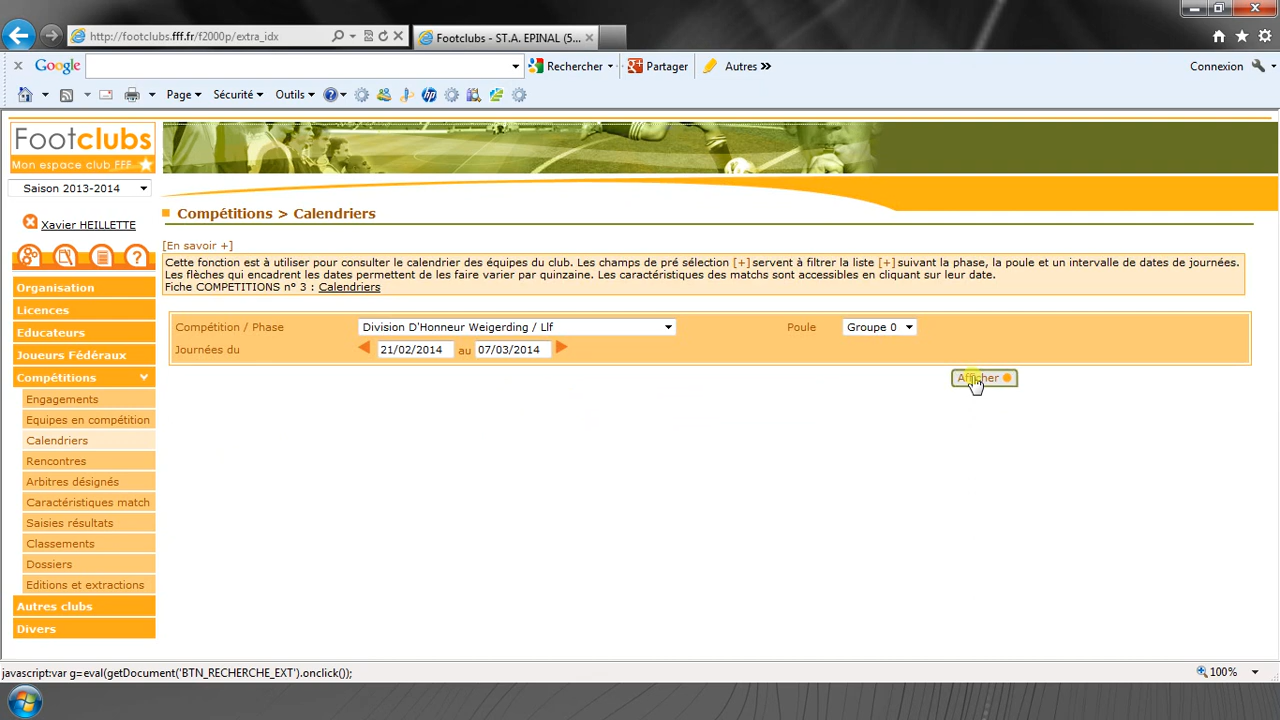 http://footclubs.fff.fr/f2000p/extra_idx
Footclubs - ST.A. EPINAL (5...
Google
Rechercher
Partager
Autres
Connexion
Page
Sécurité
Outils
Footclubs
Mon espace club FFF
Saison 2013-2014
Xavier HEILLETTE
Organisation
Licences
Educateurs
Joueurs Fédéraux
Compétitions
Engagements
Equipes en compétition
Calendriers
Rencontres
Arbitres désignés
Caractéristiques match
Saisies résultats
Classements
Dossiers
Editions et extractions
Autres clubs
Divers
Compétitions > Calendriers
[En savoir +]
Cette fonction est à utiliser pour consulter le calendrier des équipes du club. Les champs de pré sélection [+] servent à filtrer la liste [+] suivant la phase, la poule et un intervalle de dates de journées.
Les flèches qui encadrent les dates permettent de les faire varier par quinzaine. Les caractéristiques des matchs sont accessibles en cliquant sur leur date.
Fiche COMPETITIONS n° 3 : Calendriers
Compétition / Phase Division D'Honneur Weigerding / Llf Poule Groupe 0
Journées du 21/02/2014 au 07/03/2014
Afficher
javascript:var g=eval(getDocument('BTN_RECHERCHE_EXT').onclick());
100%